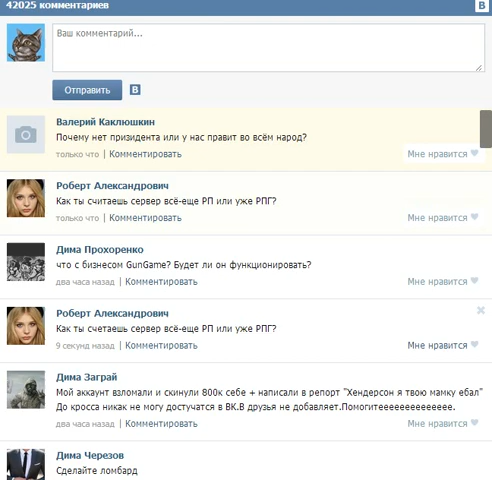 42025 комментариев
В
Ваш комментарий...
Отправить
В
Валерий Каклюшкин
Почему нет призидента или у нас правит во всём народ?
только что | Комментировать
Мне нравится
Роберт Александрович
Как ты считаешь сервер всё-еще РП или уже РПГ?
только что | Комментировать
Мне нравится
Дима Прохоренко
что с бизнесом GunGame? Будет ли он функционировать?
два часа назад | Комментировать
Мне нравится
Роберт Александрович
Как ты считаешь сервер всё-еще РП или уже РПГ?
9 секунд назад | Комментировать
Мне нравится
Дима Заграй
Мой аккаунт взломали и скинули 800к себе + написали в репорт "Хендерсон я твою мамку ебал"
До кросса никак не могу достучатся в ВК.В друзья не добавляет.Помогитеееееееееееееее.
два часа назад | Комментировать
Мне нравится
Дима Черезов
Сделайте ломбард